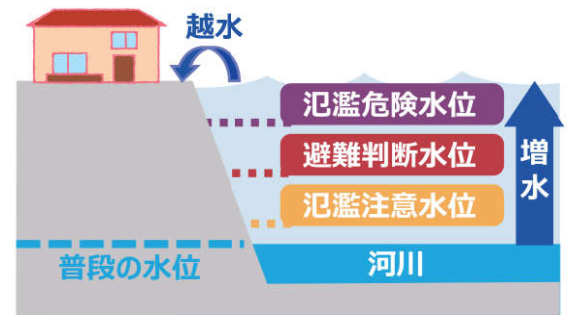 越水
氾濫危険水位
避難判断水位
氾濫注意水位
増水
普段の水位
河川